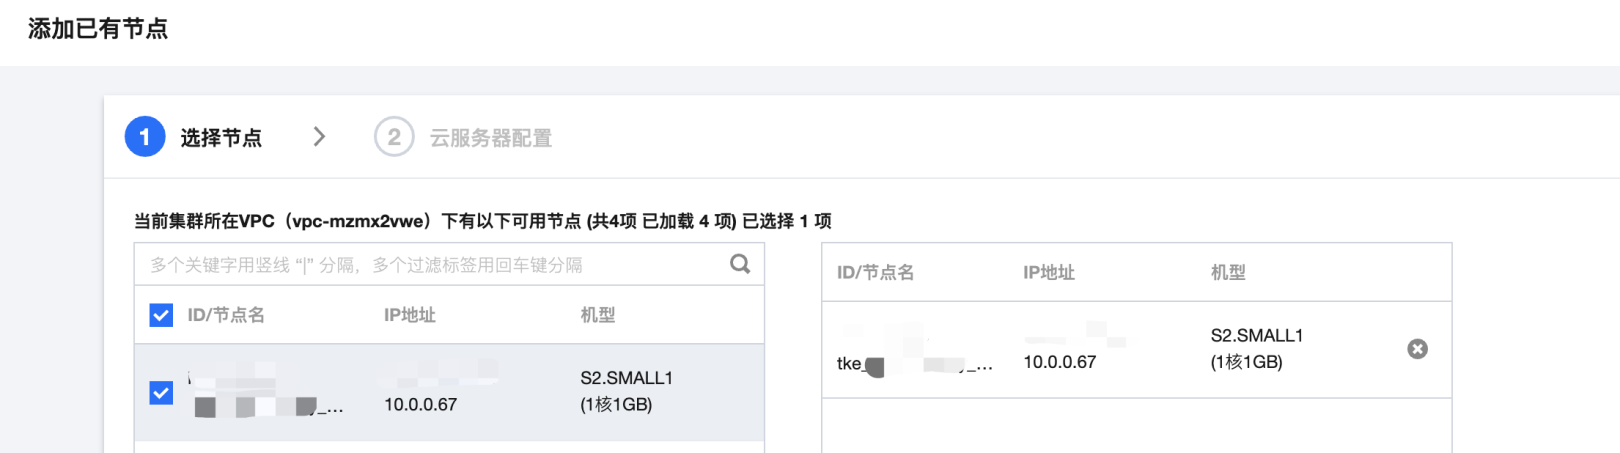 添加已有节点
1 选择节点 > 2 云服务器配置
当前集群所在VPC（vpc-mzmx2vwe）下有以下可用节点 (共4项 已加载 4 项) 已选择 1 项
多个关键字用竖线 “|” 分隔，多个过滤标签用回车键分隔
ID/节点名 IP地址 机型
S2.SMALL1
10.0.0.67 (1核1GB)
ID/节点名 IP地址 机型
S2.SMALL1
tke_ ... 10.0.0.67 (1核1GB)